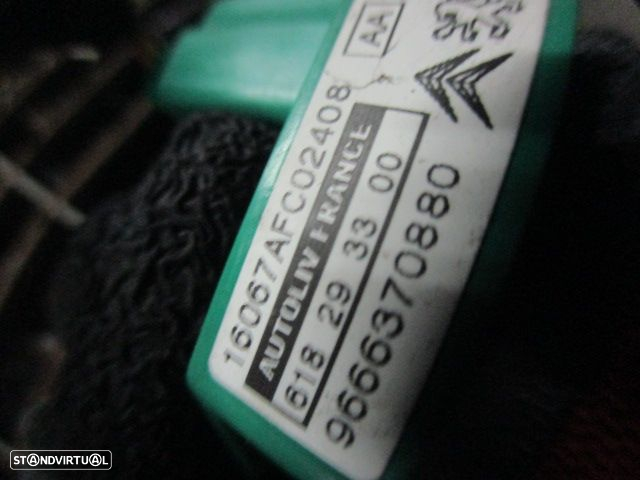 AA
16067AFC02408
AUTOLIV FRANCE
618 29 33 00
9666370880
STANDVIRTUAL